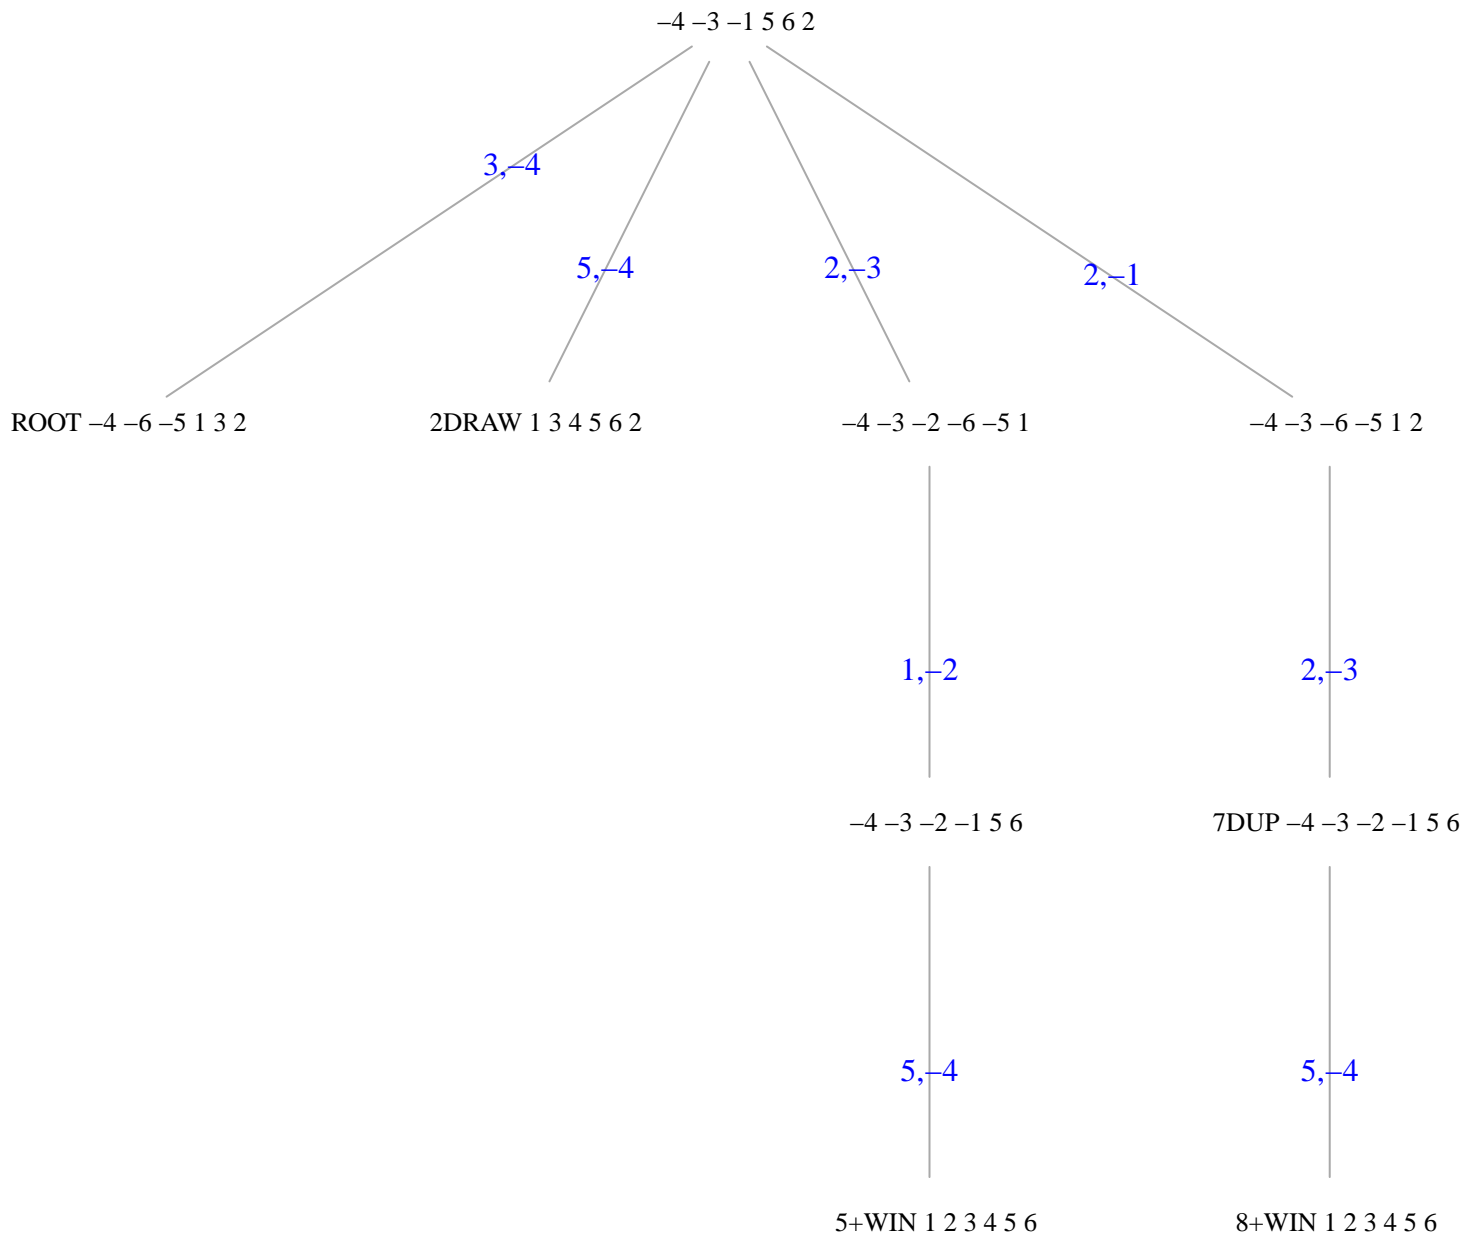 –4 –3 –1 5 6 2
3,–4
5,–4
2,–3
2,–1
ROOT –4 –6 –5 1 3 2
2DRAW 1 3 4 5 6 2
–4 –3 –2 –6 –5 1
–4 –3 –6 –5 1 2
1,–2
2,–3
–4 –3 –2 –1 5 6
7DUP –4 –3 –2 –1 5 6
5,–4
5,–4
5+WIN 1 2 3 4 5 6
8+WIN 1 2 3 4 5 6